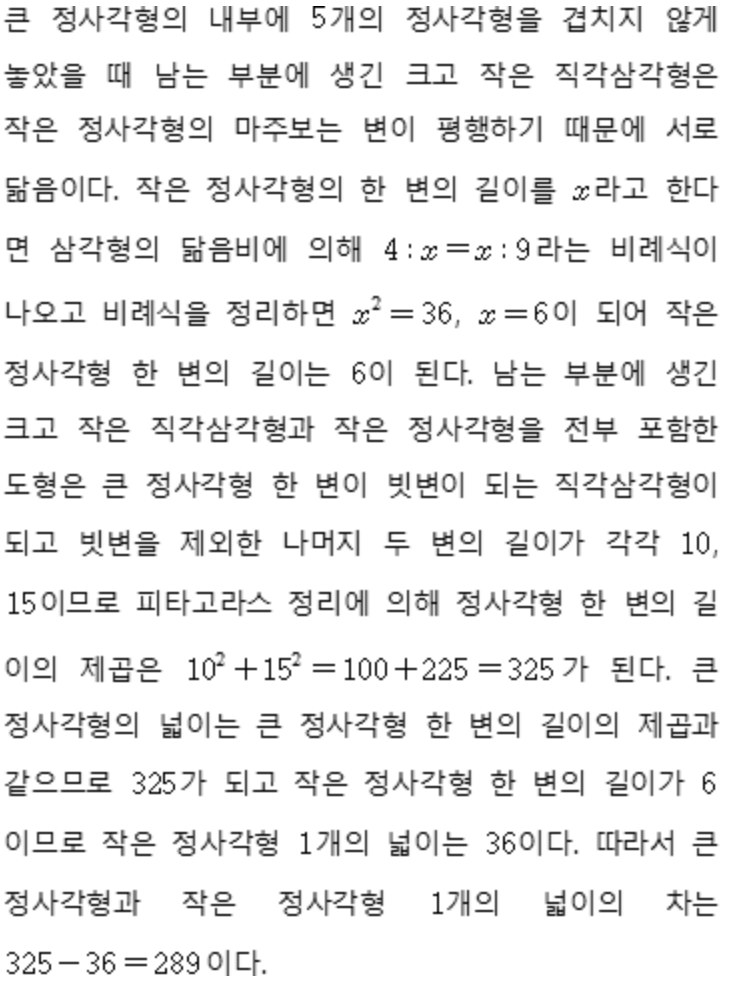 큰 정사각형의 내부에 5개의 정사각형을 겹치지 않게
놓았을 때 남는 부분에 생긴 크고 작은 직각삼각형은
작은 정사각형의 마주보는 변이 평행하기 때문에 서로
닮음이다. 작은 정사각형의 한 변의 길이를 x라고 한다
면 삼각형의 닮음비에 의해 4 : x = x : 9라는 비례식이
나오고 비례식을 정리하면 x² = 36, x = 6이 되어 작은
정사각형 한 변의 길이는 6이 된다. 남는 부분에 생긴
크고 작은 직각삼각형과 작은 정사각형을 전부 포함한
도형은 큰 정사각형 한 변이 빗변이 되는 직각삼각형이
되고 빗변을 제외한 나머지 두 변의 길이가 각각 10,
15이므로 피타고라스 정리에 의해 정사각형 한 변의 길
이의 제곱은 10² + 15² = 100 + 225 = 325가 된다. 큰
정사각형의 넓이는 큰 정사각형 한 변의 길이의 제곱과
같으므로 325가 되고 작은 정사각형 한 변의 길이가 6
이므로 작은 정사각형 1개의 넓이는 36이다. 따라서 큰
정사각형과 작은 정사각형 1개의 넓이의 차는
325 − 36 = 289이다.